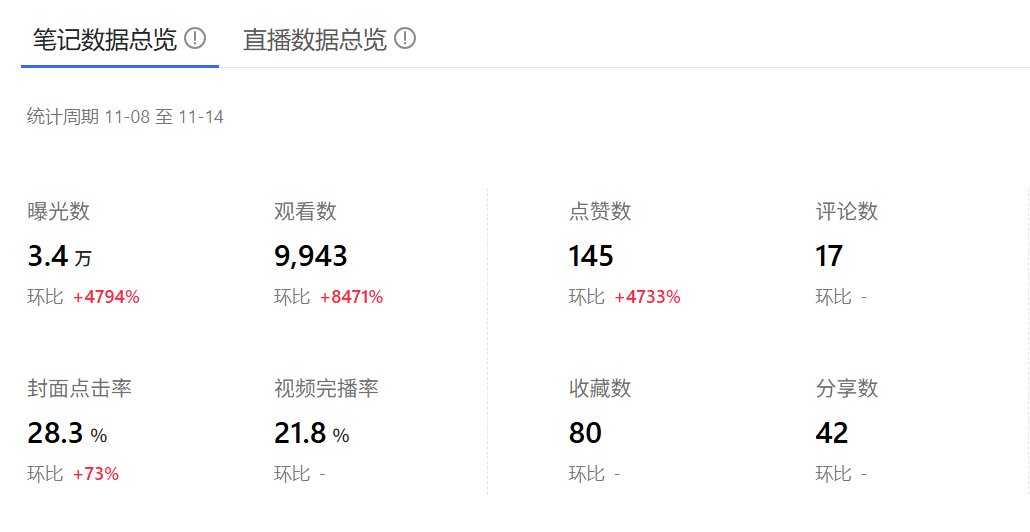 笔记数据总览 直播数据总览
统计周期 11-08 至 11-14
曝光数 观看数 点赞数 评论数
3.4 万 9,943 145 17
环比 +4794% 环比 +8471% 环比 +4733% 环比 -
封面点击率 视频完播率 收藏数 分享数
28.3 % 21.8 % 80 42
环比 +73% 环比 - 环比 - 环比 -